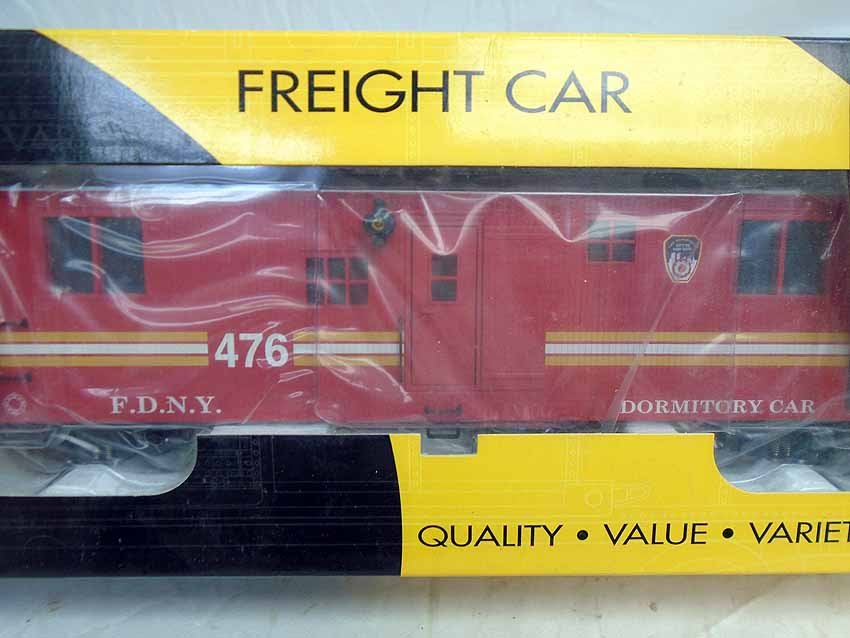 FREIGHT CAR
476
F.D.N.Y.
DORMITORY CAR
QUALITY • VALUE • VARIET